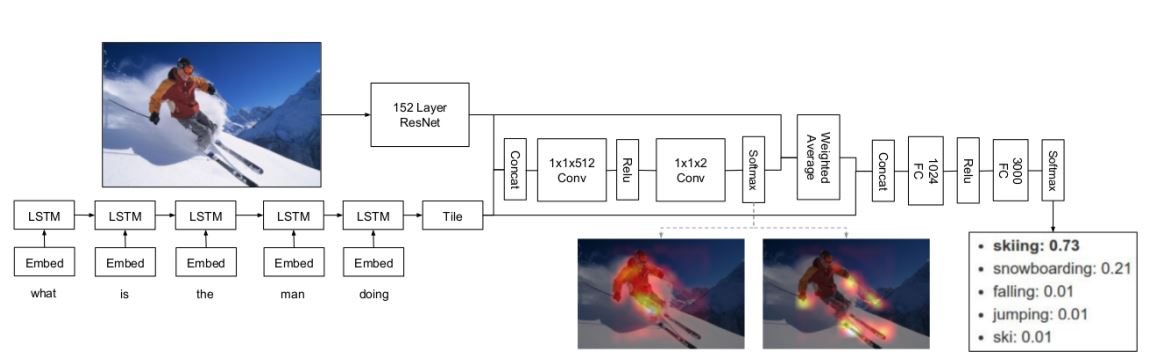 152 Layer
ResNet
Concat
1x1x512
Conv
Relu
1x1x2
Conv
Softmax
Weighted
Average
Concat
1024
FC
Relu
3000
FC
Softmax
LSTM LSTM LSTM LSTM LSTM Tile
Embed Embed Embed Embed Embed
what is the man doing
• skiing: 0.73
• snowboarding: 0.21
• falling: 0.01
• jumping: 0.01
• ski: 0.01